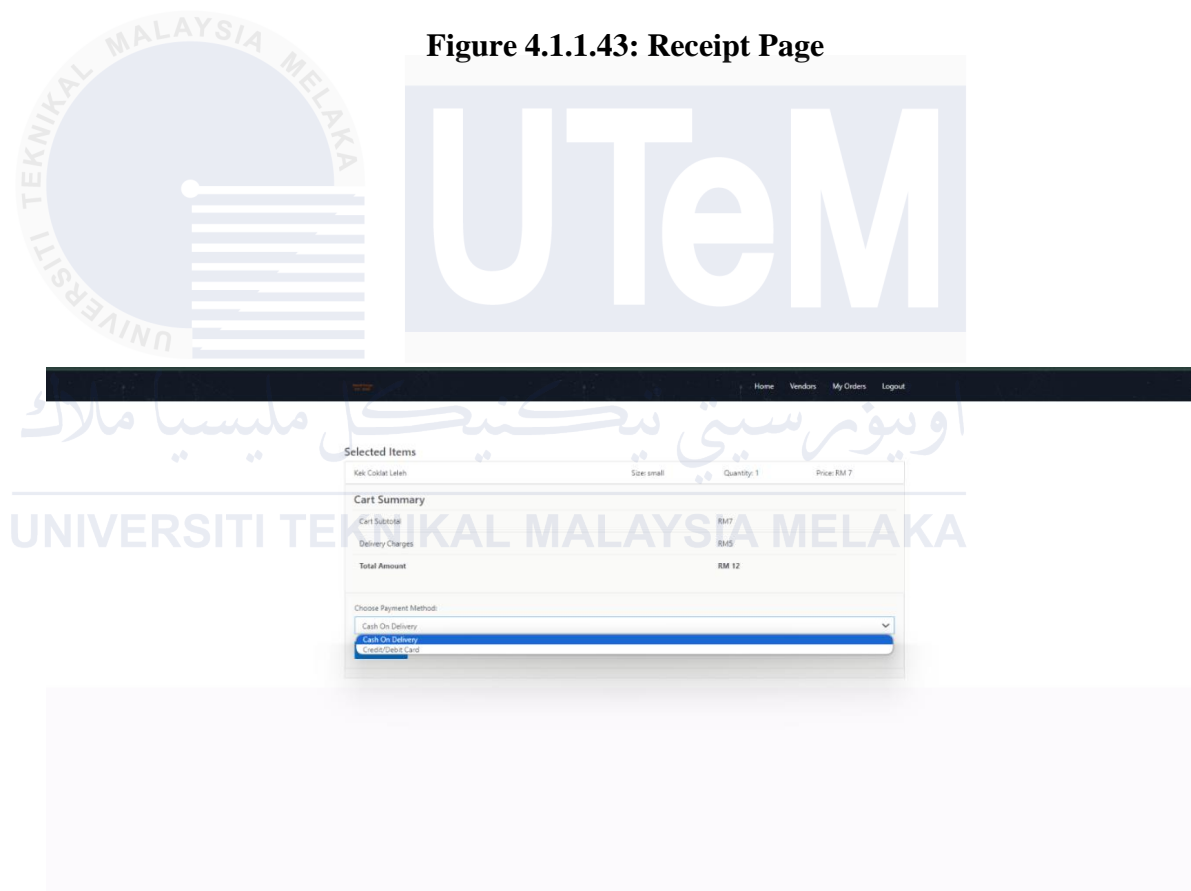 Figure 4.1.1.43: Receipt Page
UNIVERSITI TEKNIKAL MALAYSIA MELAKA
UTeM
Home Vendors My Orders Logout
اونيۏرسيتي تيكنيكل مليسيا ملاك
Selected Items
Kek Coklat Leleh Size: small Quantity: 1 Price: RM 7
Cart Summary
Cart Subtotal RM7
UNIVERSITI TEKNIKAL MALAYSIA MELAKA
Delivery Charges RM5
Total Amount RM 12
Choose Payment Method:
Cash On Delivery
Cash On Delivery
Credit/Debit Card